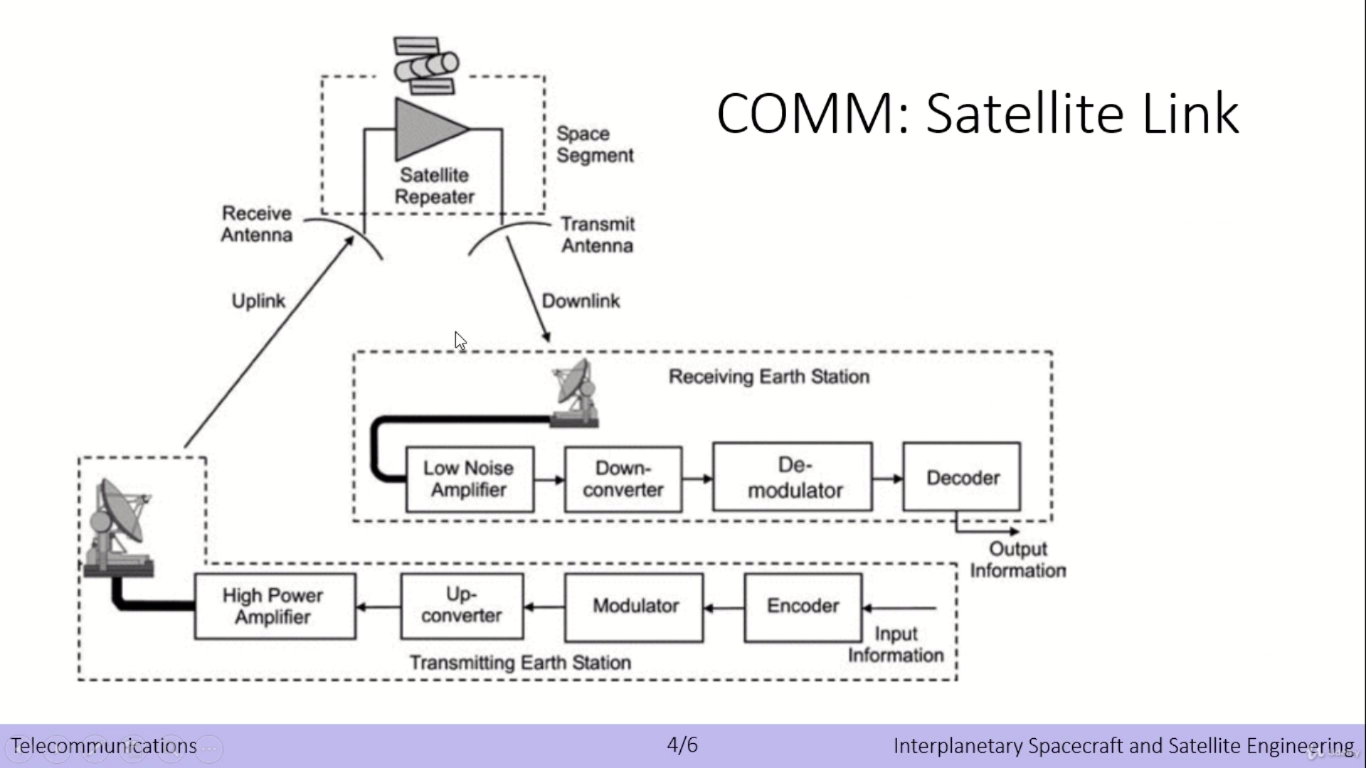 COMM: Satellite Link
Space
Segment
Satellite
Repeater
Receive
Antenna
Transmit
Antenna
Uplink
Downlink
Receiving Earth Station
Low Noise
Amplifier
Down-
converter
De-
modulator
Decoder
Output
Information
High Power
Amplifier
Up-
converter
Modulator
Encoder
Input
Information
Transmitting Earth Station
Telecommunications
4/6
Interplanetary Spacecraft and Satellite Engineering